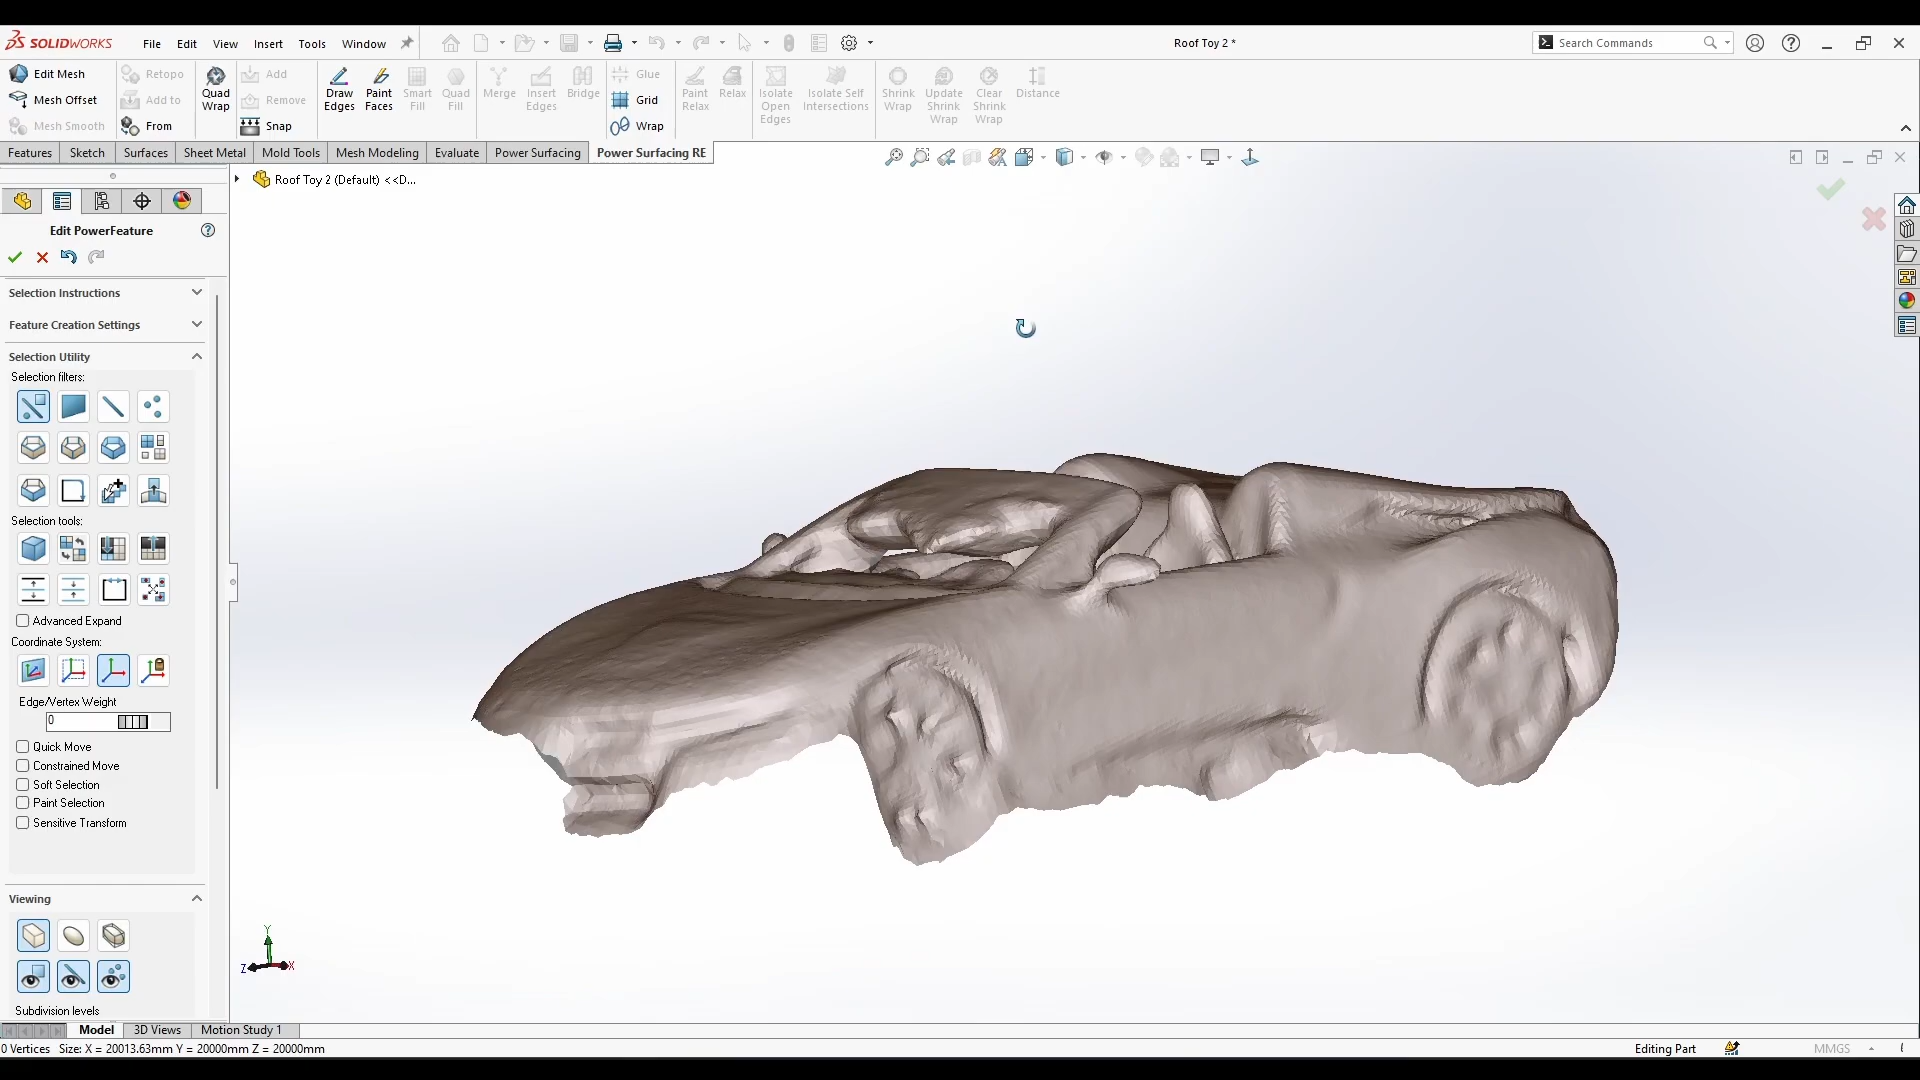 SOLIDWORKS File Edit View Insert Tools Window Roof Toy 2 * Search Commands
Edit Mesh Retopo Add Glue
Mesh Offset Add to Remove Grid
Mesh Smooth From Snap Wrap
Quad Wrap
Draw Edges
Paint Faces
Smart Fill
Quad Fill
Merge
Insert Edges
Bridge
Paint Relax
Relax
Isolate Open Edges
Isolate Self Intersections
Shrink Wrap
Update Shrink Wrap
Clear Shrink Wrap
Distance
Features Sketch Surfaces Sheet Metal Mold Tools Mesh Modeling Evaluate Power Surfacing Power Surfacing RE
Roof Toy 2 (Default) <<D...
Edit PowerFeature
Selection Instructions
Feature Creation Settings
Selection Utility
Selection filters:
Selection tools:
Advanced Expand
Coordinate System:
Edge/Vertex Weight
0
Quick Move
Constrained Move
Soft Selection
Paint Selection
Sensitive Transform
Viewing
Subdivision levels
Y
Z X
Model 3D Views Motion Study 1
0 Vertices Size: X = 20013.63mm Y = 20000mm Z = 20000mm Editing Part MMGS